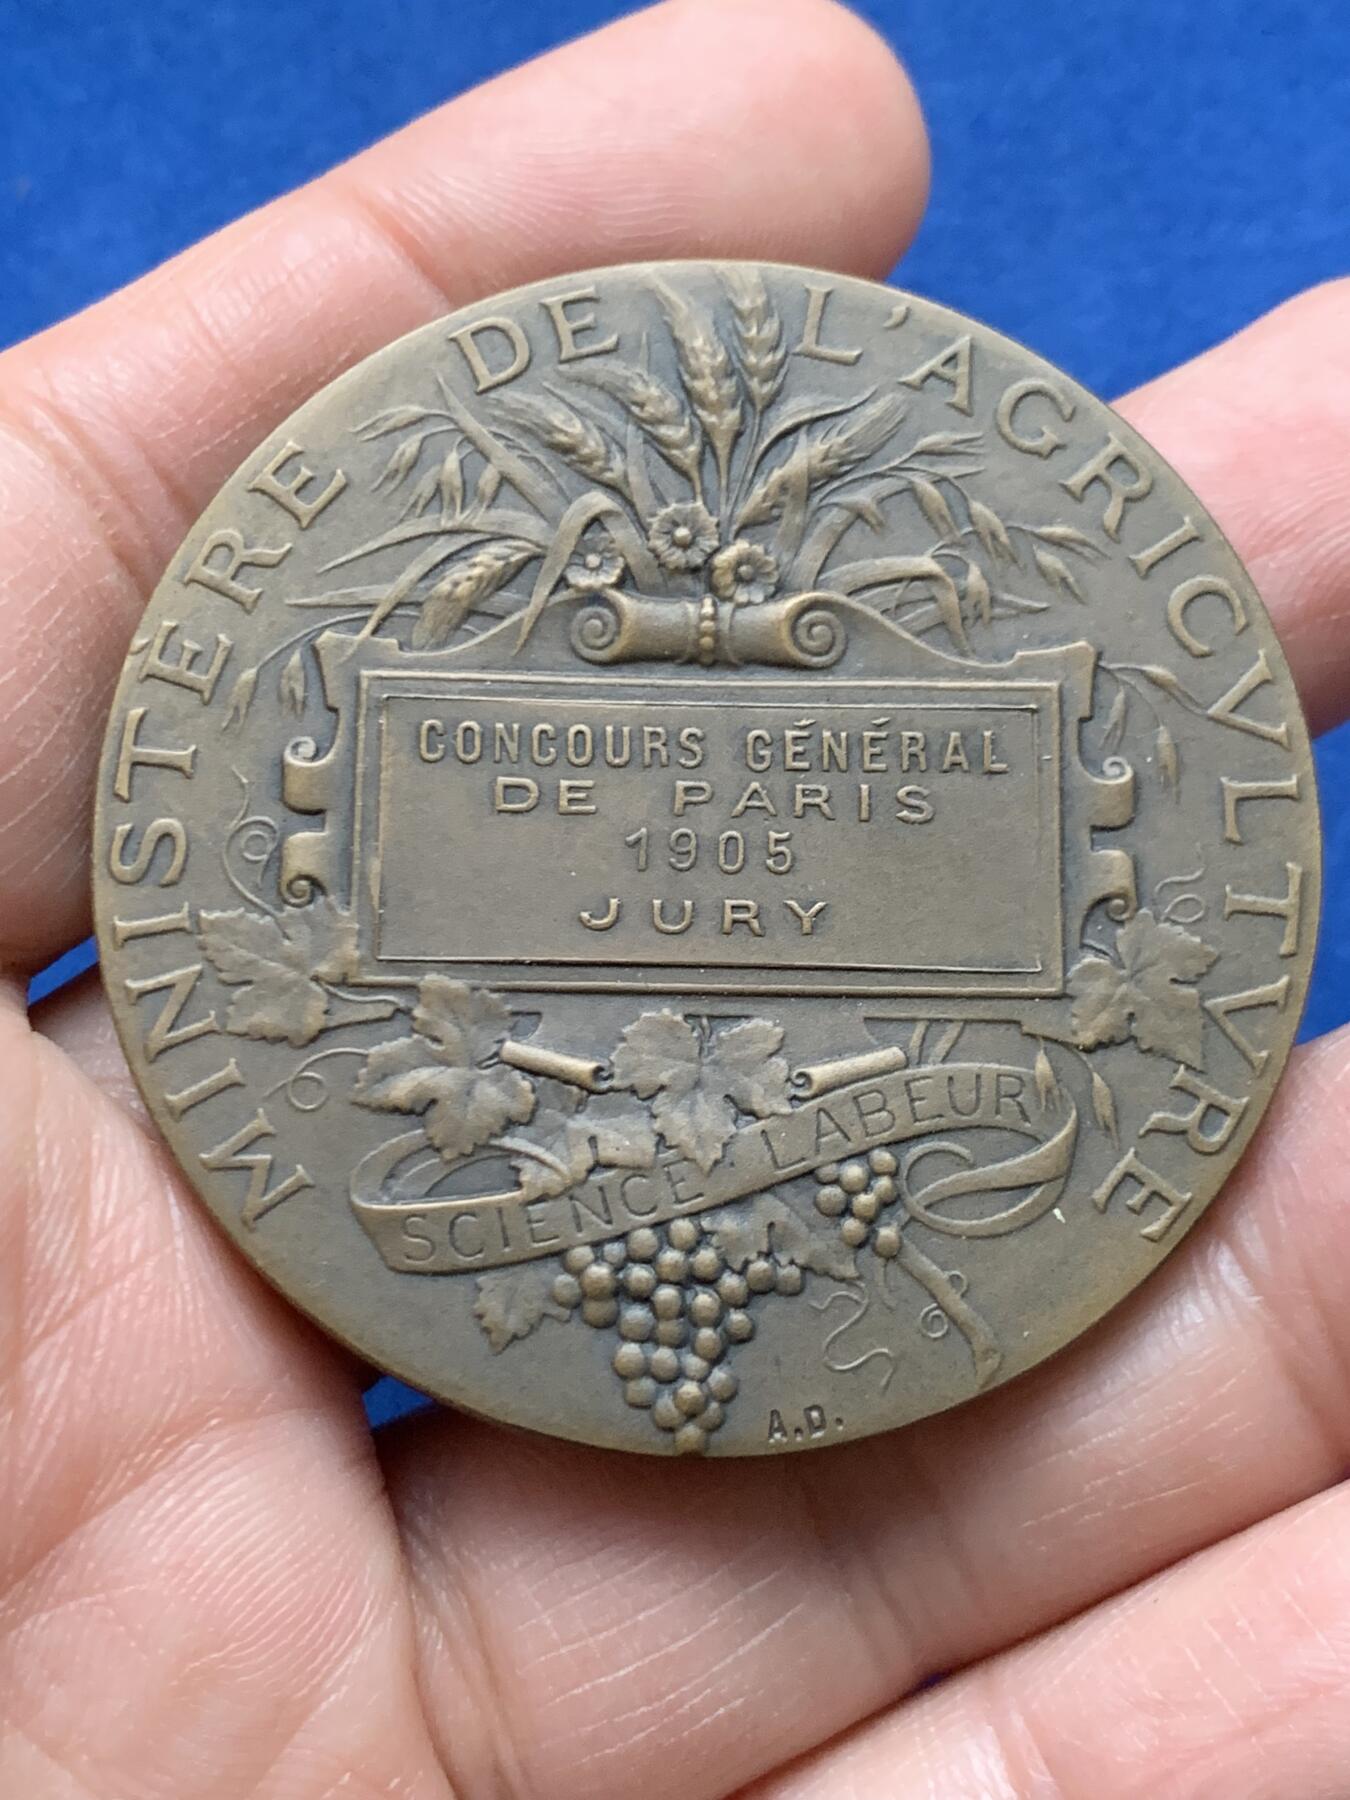 MINISTÈRE DE L'AGRICVLTVRE
CONCOURS GÉNÉRAL
DE PARIS
1905
JURY
SCIENCE LABEUR
A.D.